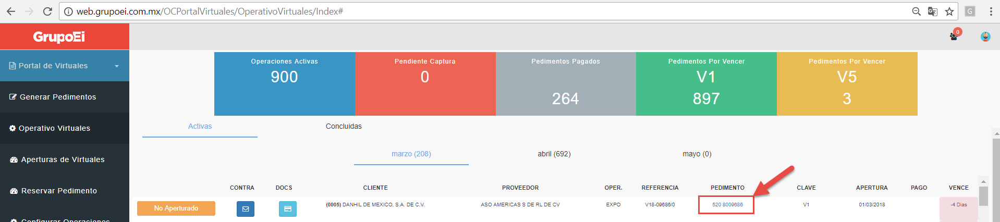 web.grupoei.com.mx/OCPortalVirtuales/OperativoVirtuales/Index#
G
GrupoEi
0
Portal de Virtuales
Generar Pedimentos
Operativo Virtuales
Aperturas de Virtuales
Reservar Pedimento
Configurar Operaciones
Operaciones Activas
900
Pendiente Captura
0
Pedimentos Pagados
264
Pedimentos Por Vencer
V1
897
Pedimentos Por Vencer
V5
3
Activas Concluidas
marzo (208) abril (692) mayo (0)
CONTRA DOCS CLIENTE PROVEEDOR OPER. REFERENCIA PEDIMENTO CLAVE APERTURA PAGO VENCE
No Aperturado (0005) DANHIL DE MEXICO, S.A. DE C.V. ASO AMERICAS S DE RL DE CV EXPO V18-09686/0 520 8009686 V1 01/03/2018 -4 Dias